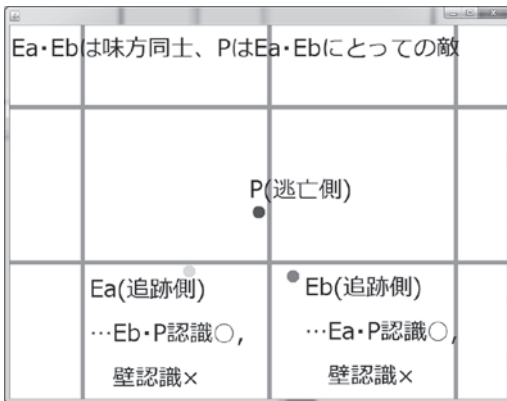 Ea・Ebは味方同士、PはEa・Ebにとっての敵
P(逃亡側)
Ea(追跡側)
…Eb・P認識○,
壁認識×
Eb(追跡側)
…Ea・P認識○,
壁認識×